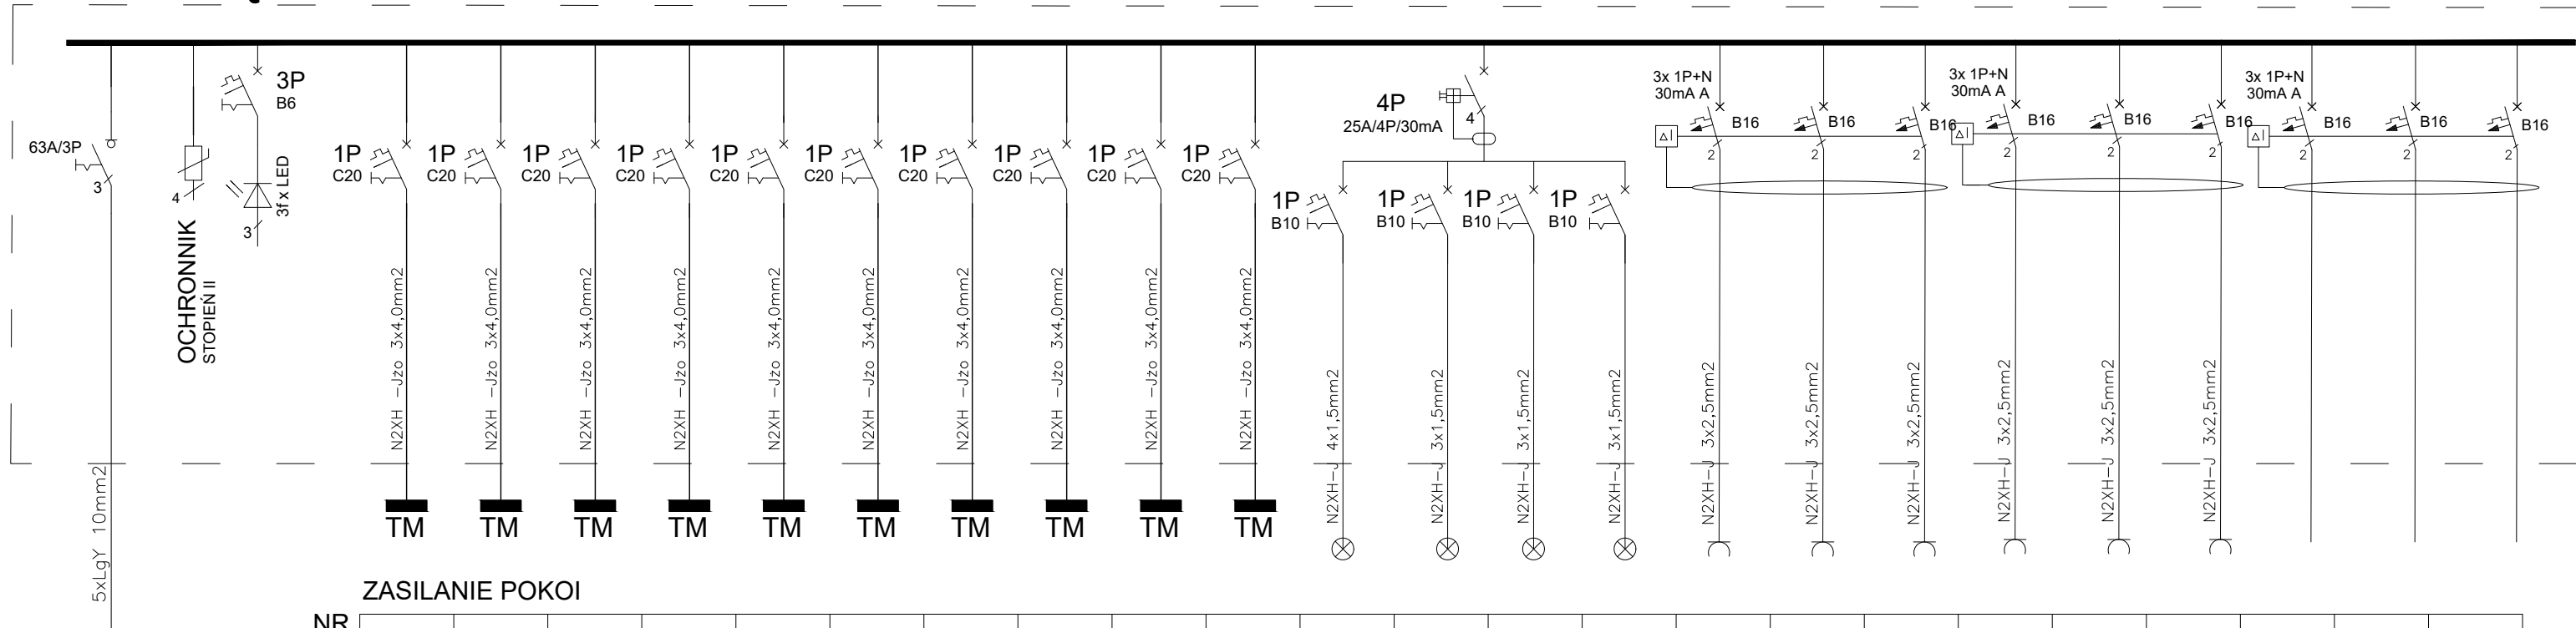 3P
B6
63A/3P
3
4
3
3f x LED
OCHRONNIK
STOPIEŃ II
5xLgY 10mm2
1P
C20
1P
C20
1P
C20
1P
C20
1P
C20
1P
C20
1P
C20
1P
C20
1P
C20
1P
C20
N2XH -Jżo 3x4,0mm2
N2XH -Jżo 3x4,0mm2
N2XH -Jżo 3x4,0mm2
N2XH -Jżo 3x4,0mm2
N2XH -Jżo 3x4,0mm2
N2XH -Jżo 3x4,0mm2
N2XH -Jżo 3x4,0mm2
N2XH -Jżo 3x4,0mm2
N2XH -Jżo 3x4,0mm2
N2XH -Jżo 3x4,0mm2
TM
TM
TM
TM
TM
TM
TM
TM
TM
TM
4P
25A/4P/30mA
4
1P
B10
1P
B10
1P
B10
1P
B10
N2XH-J 4x1,5mm2
N2XH-J 3x1,5mm2
N2XH-J 3x1,5mm2
N2XH-J 3x1,5mm2
3x 1P+N
30mA A
ΔI
B16
B16
B16
2
2
2
3x 1P+N
30mA A
ΔI
B16
B16
B16
2
2
2
3x 1P+N
30mA A
ΔI
B16
B16
B16
2
2
2
N2XH-J 3x2,5mm2
N2XH-J 3x2,5mm2
N2XH-J 3x2,5mm2
N2XH-J 3x2,5mm2
N2XH-J 3x2,5mm2
N2XH-J 3x2,5mm2
ZASILANIE POKOI
NR